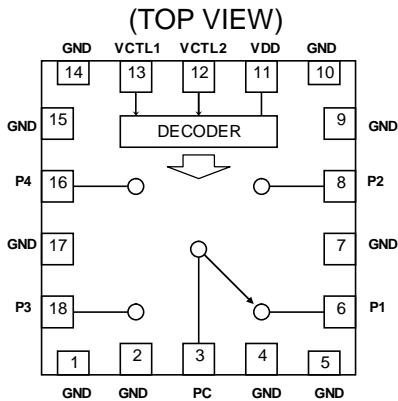 (TOP VIEW)
GND VCTL1 VCTL2 VDD GND
14 13 12 11 10
GND 15 DECODER 9 GND
P4 16 8 P2
GND 17 7 GND
P3 18 6 P1
1 2 3 4 5
GND GND PC GND GND